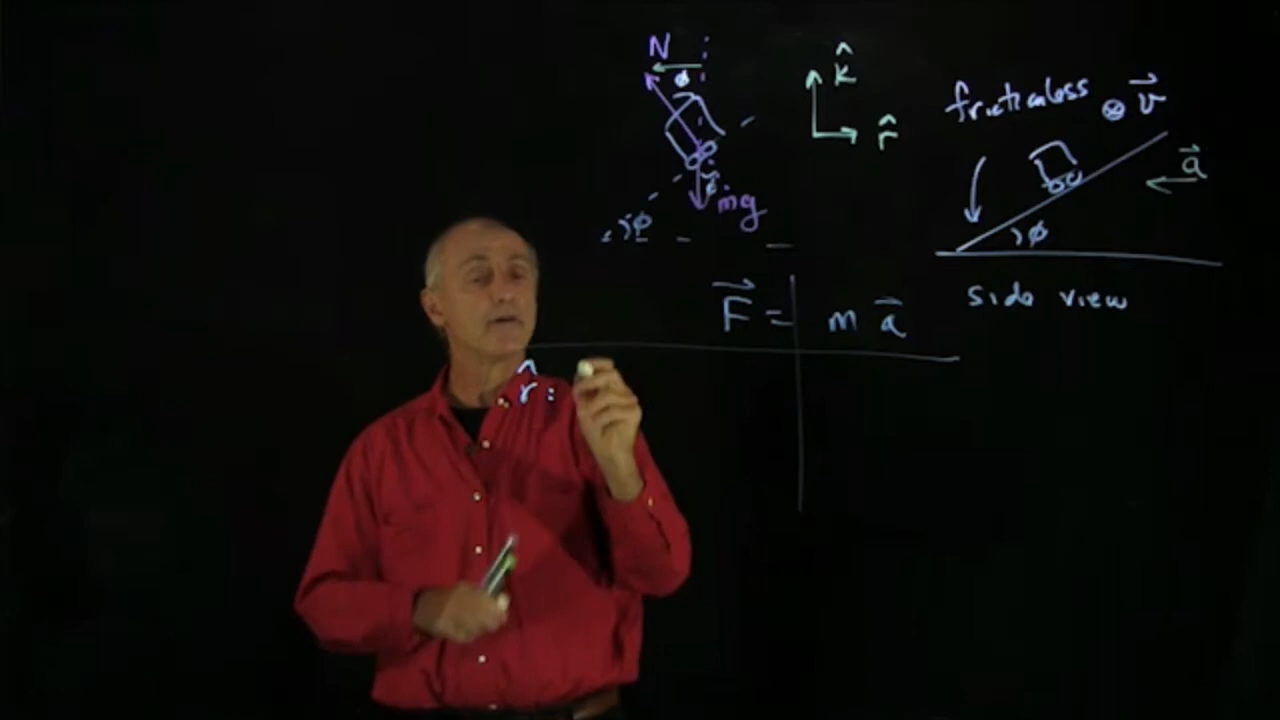 N
φ
k̂
r̂
φ
mg
φ
frictionless
⊗ v⃗
a⃗
φ
side view
F⃗ = m a⃗
r̂ :